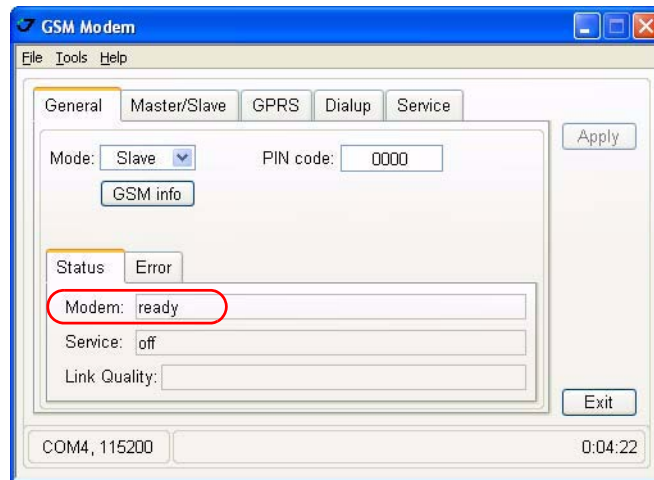 GSM Modem
File Tools Help
General Master/Slave GPRS Dialup Service
Apply
Mode: Slave PIN code: 0000
GSM info
Status Error
Modem: ready
Service: off
Link Quality:
Exit
COM4, 115200 0:04:22